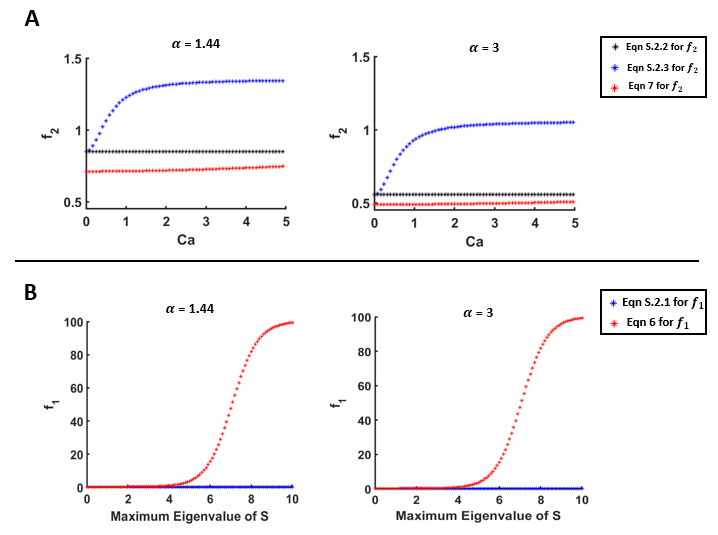 A
α = 1.44
α = 3
Eqn S.2.2 for f₂
Eqn S.2.3 for f₂
Eqn 7 for f₂
1.5
1
0.5
f₂
0 1 2 3 4 5
Ca
1.5
1
0.5
f₂
0 1 2 3 4 5
Ca
B
α = 1.44
α = 3
Eqn S.2.1 for f₁
Eqn 6 for f₁
100
80
60
40
20
0
f₁
0 2 4 6 8 10
Maximum Eigenvalue of S
100
80
60
40
20
0
f₁
0 2 4 6 8 10
Maximum Eigenvalue of S